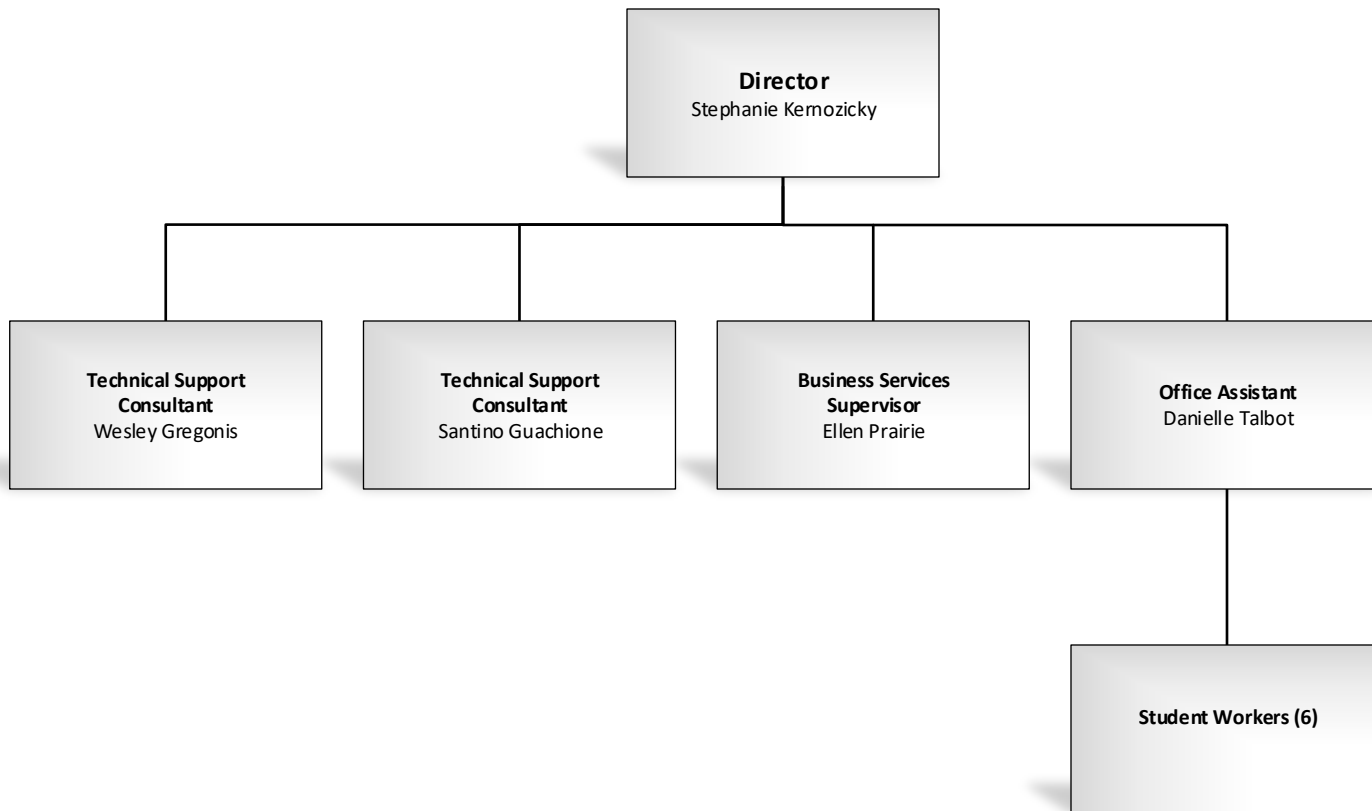 Director
Stephanie Kernozicky
Technical Support
Consultant
Wesley Gregonis
Technical Support
Consultant
Santino Guachione
Business Services
Supervisor
Ellen Prairie
Office Assistant
Danielle Talbot
Student Workers (6)